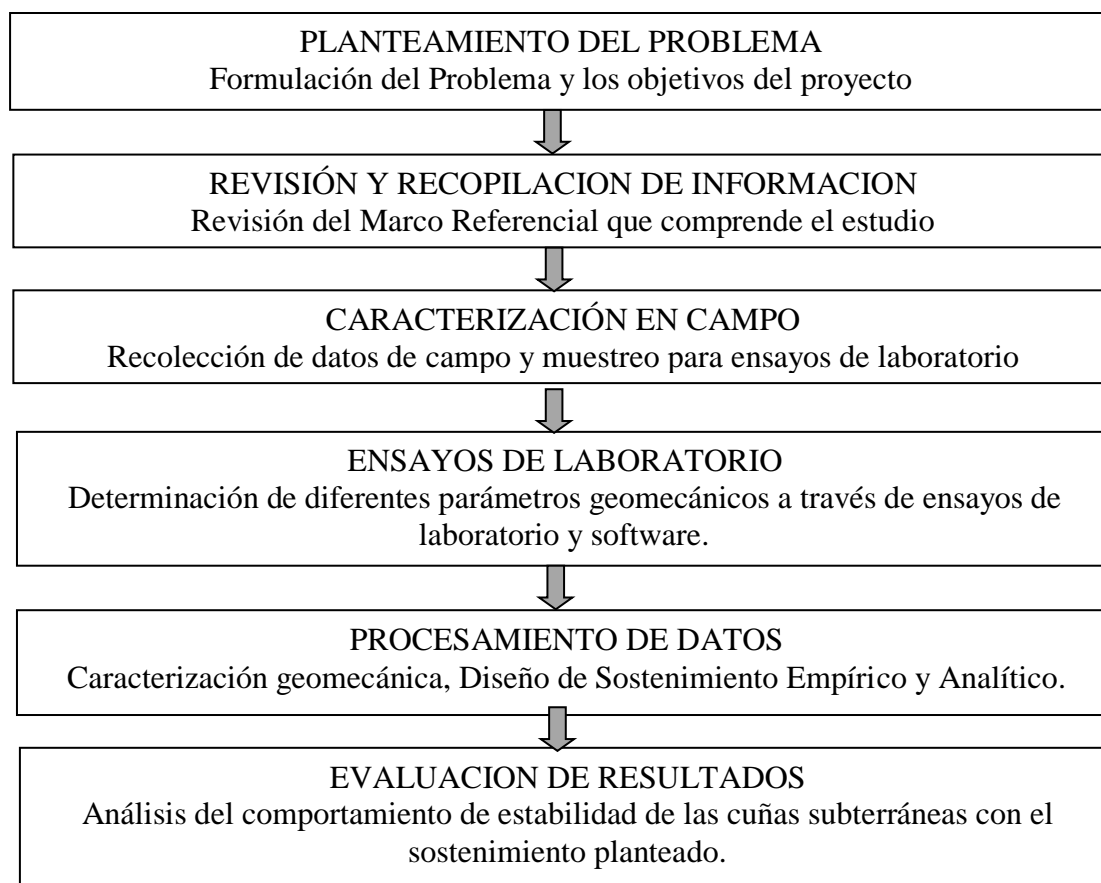 PLANTEAMIENTO DEL PROBLEMA
Formulación del Problema y los objetivos del proyecto
REVISIÓN Y RECOPILACION DE INFORMACION
Revisión del Marco Referencial que comprende el estudio
CARACTERIZACIÓN EN CAMPO
Recolección de datos de campo y muestreo para ensayos de laboratorio
ENSAYOS DE LABORATORIO
Determinación de diferentes parámetros geomecánicos a través de ensayos de
laboratorio y software.
PROCESAMIENTO DE DATOS
Caracterización geomecánica, Diseño de Sostenimiento Empírico y Analítico.
EVALUACION DE RESULTADOS
Análisis del comportamiento de estabilidad de las cuñas subterráneas con el
sostenimiento planteado.